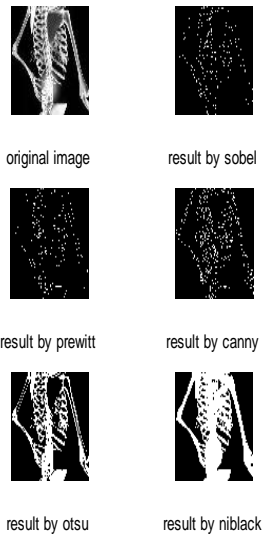 original image
result by sobel
result by prewitt
result by canny
result by otsu
result by niblack